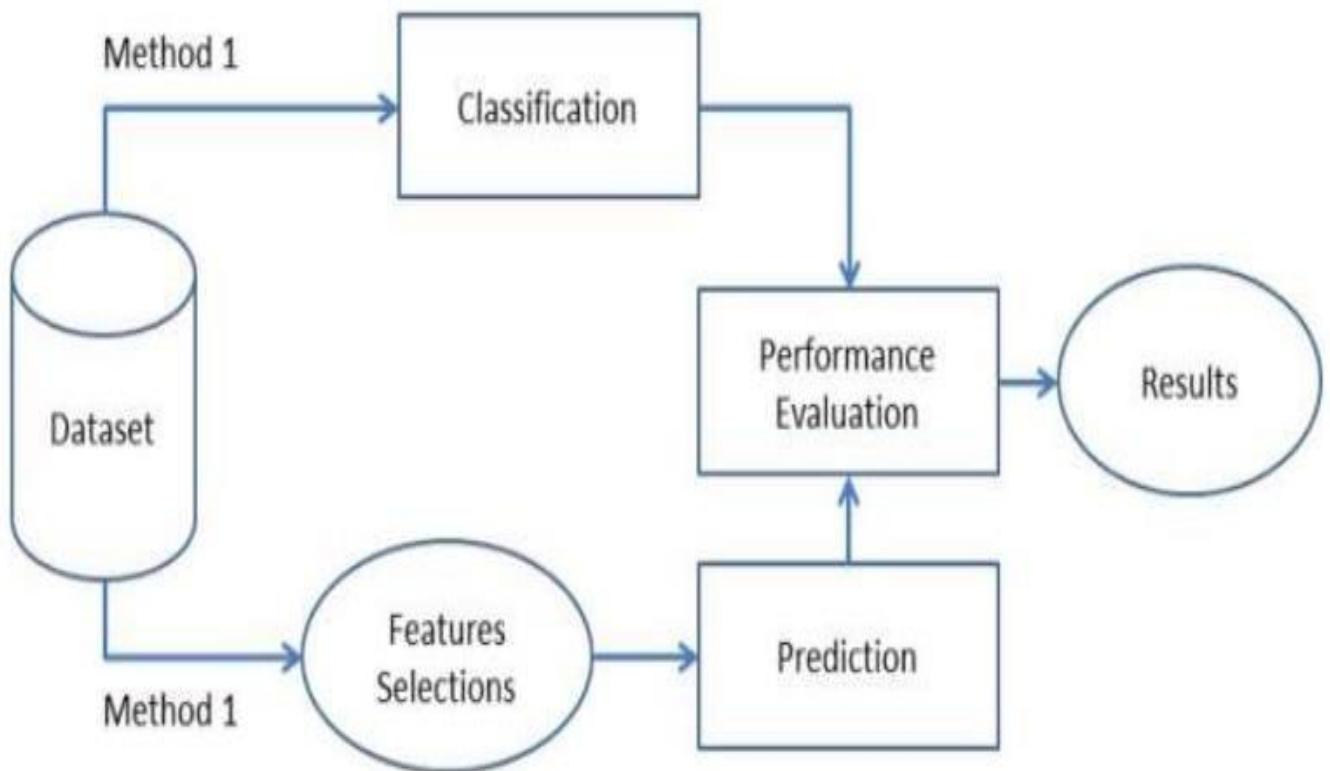 Method 1
Classification
Performance
Evaluation
Results
Dataset
Features
Selections
Prediction
Method 1